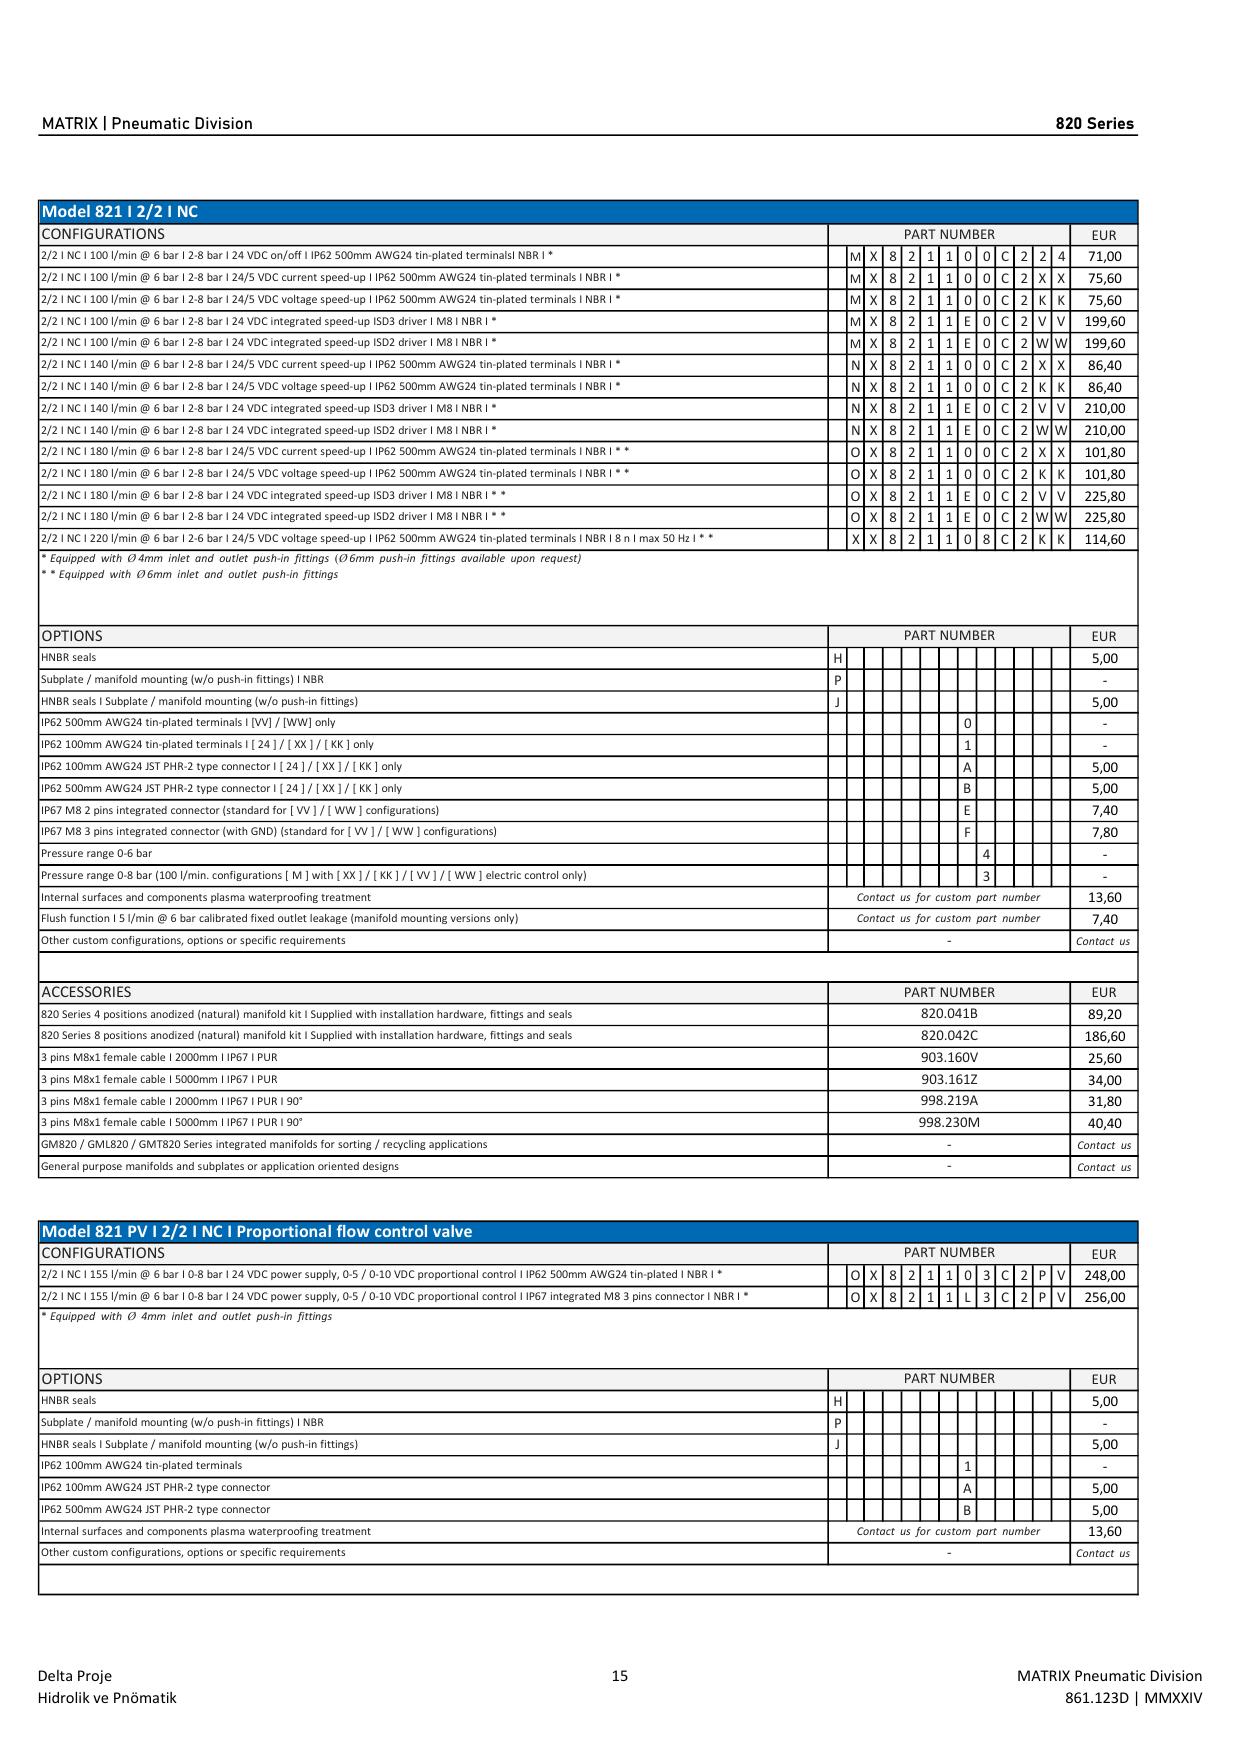 MATRIX | Pneumatic Division 820 Series
Model 821 I 2/2 I NC
CONFIGURATIONS PART NUMBER EUR
2/2 I NC I 100 l/min @ 6 bar I 2-8 bar I 24 VDC on/off I IP62 500mm AWG24 tin-plated terminalsI NBR I * M X 8 2 1 1 0 0 C 2 2 4 71,00
2/2 I NC I 100 l/min @ 6 bar I 2-8 bar I 24/5 VDC current speed-up I IP62 500mm AWG24 tin-plated terminals I NBR I * M X 8 2 1 1 0 0 C 2 X X 75,60
2/2 I NC I 100 l/min @ 6 bar I 2-8 bar I 24/5 VDC voltage speed-up I IP62 500mm AWG24 tin-plated terminals I NBR I * M X 8 2 1 1 0 0 C 2 K K 75,60
2/2 I NC I 100 l/min @ 6 bar I 2-8 bar I 24 VDC integrated speed-up ISD3 driver I M8 I NBR I * M X 8 2 1 1 E 0 C 2 V V 199,60
2/2 I NC I 100 l/min @ 6 bar I 2-8 bar I 24 VDC integrated speed-up ISD2 driver I M8 I NBR I * M X 8 2 1 1 E 0 C 2 W W 199,60
2/2 I NC I 140 l/min @ 6 bar I 2-8 bar I 24/5 VDC current speed-up I IP62 500mm AWG24 tin-plated terminals I NBR I * N X 8 2 1 1 0 0 C 2 X X 86,40
2/2 I NC I 140 l/min @ 6 bar I 2-8 bar I 24/5 VDC voltage speed-up I IP62 500mm AWG24 tin-plated terminals I NBR I * N X 8 2 1 1 0 0 C 2 K K 86,40
2/2 I NC I 140 l/min @ 6 bar I 2-8 bar I 24 VDC integrated speed-up ISD3 driver I M8 I NBR I * N X 8 2 1 1 E 0 C 2 V V 210,00
2/2 I NC I 140 l/min @ 6 bar I 2-8 bar I 24 VDC integrated speed-up ISD2 driver I M8 I NBR I * N X 8 2 1 1 E 0 C 2 W W 210,00
2/2 I NC I 180 l/min @ 6 bar I 2-8 bar I 24/5 VDC current speed-up I IP62 500mm AWG24 tin-plated terminals I NBR I * * O X 8 2 1 1 0 0 C 2 X X 101,80
2/2 I NC I 180 l/min @ 6 bar I 2-8 bar I 24/5 VDC voltage speed-up I IP62 500mm AWG24 tin-plated terminals I NBR I * * O X 8 2 1 1 0 0 C 2 K K 101,80
2/2 I NC I 180 l/min @ 6 bar I 2-8 bar I 24 VDC integrated speed-up ISD3 driver I M8 I NBR I * * O X 8 2 1 1 E 0 C 2 V V 225,80
2/2 I NC I 180 l/min @ 6 bar I 2-8 bar I 24 VDC integrated speed-up ISD2 driver I M8 I NBR I * * O X 8 2 1 1 E 0 C 2 W W 225,80
2/2 I NC I 220 l/min @ 6 bar I 2-6 bar I 24/5 VDC voltage speed-up I IP62 500mm AWG24 tin-plated terminals I NBR I 8 n I max 50 Hz I * * X X 8 2 1 1 0 8 C 2 K K 114,60
* Equipped with Ø 4mm inlet and outlet push-in fittings (Ø 6mm push-in fittings available upon request)
* * Equipped with Ø 6mm inlet and outlet push-in fittings
OPTIONS PART NUMBER EUR
HNBR seals H 5,00
Subplate / manifold mounting (w/o push-in fittings) I NBR P -
HNBR seals I Subplate / manifold mounting (w/o push-in fittings) J 5,00
IP62 500mm AWG24 tin-plated terminals I [VV] / [WW] only 0 -
IP62 100mm AWG24 tin-plated terminals I [ 24 ] / [ XX ] / [ KK ] only 1 -
IP62 100mm AWG24 JST PHR-2 type connector I [ 24 ] / [ XX ] / [ KK ] only A 5,00
IP62 500mm AWG24 JST PHR-2 type connector I [ 24 ] / [ XX ] / [ KK ] only B 5,00
IP67 M8 2 pins integrated connector (standard for [ VV ] / [ WW ] configurations) E 7,40
IP67 M8 3 pins integrated connector (with GND) (standard for [ VV ] / [ WW ] configurations) F 7,80
Pressure range 0-6 bar 4 -
Pressure range 0-8 bar (100 l/min. configurations [ M ] with [ XX ] / [ KK ] / [ VV ] / [ WW ] electric control only) 3 -
Internal surfaces and components plasma waterproofing treatment Contact us for custom part number 13,60
Flush function I 5 l/min @ 6 bar calibrated fixed outlet leakage (manifold mounting versions only) Contact us for custom part number 7,40
Other custom configurations, options or specific requirements - Contact us
ACCESSORIES PART NUMBER EUR
820 Series 4 positions anodized (natural) manifold kit I Supplied with installation hardware, fittings and seals 820.041B 89,20
820 Series 8 positions anodized (natural) manifold kit I Supplied with installation hardware, fittings and seals 820.042C 186,60
3 pins M8x1 female cable I 2000mm I IP67 I PUR 903.160V 25,60
3 pins M8x1 female cable I 5000mm I IP67 I PUR 903.161Z 34,00
3 pins M8x1 female cable I 2000mm I IP67 I PUR I 90° 998.219A 31,80
3 pins M8x1 female cable I 5000mm I IP67 I PUR I 90° 998.230M 40,40
GM820 / GML820 / GMT820 Series integrated manifolds for sorting / recycling applications - Contact us
General purpose manifolds and subplates or application oriented designs - Contact us
Model 821 PV I 2/2 I NC I Proportional flow control valve
CONFIGURATIONS PART NUMBER EUR
2/2 I NC I 155 l/min @ 6 bar I 0-8 bar I 24 VDC power supply, 0-5 / 0-10 VDC proportional control I IP62 500mm AWG24 tin-plated I NBR I * O X 8 2 1 1 0 3 C 2 P V 248,00
2/2 I NC I 155 l/min @ 6 bar I 0-8 bar I 24 VDC power supply, 0-5 / 0-10 VDC proportional control I IP67 integrated M8 3 pins connector I NBR I * O X 8 2 1 1 L 3 C 2 P V 256,00
* Equipped with Ø 4mm inlet and outlet push-in fittings
OPTIONS PART NUMBER EUR
HNBR seals H 5,00
Subplate / manifold mounting (w/o push-in fittings) I NBR P -
HNBR seals I Subplate / manifold mounting (w/o push-in fittings) J 5,00
IP62 100mm AWG24 tin-plated terminals 1 -
IP62 100mm AWG24 JST PHR-2 type connector A 5,00
IP62 500mm AWG24 JST PHR-2 type connector B 5,00
Internal surfaces and components plasma waterproofing treatment Contact us for custom part number 13,60
Other custom configurations, options or specific requirements - Contact us
Delta Proje 15 MATRIX Pneumatic Division
Hidrolik ve Pnömatik 861.123D | MMXXIV